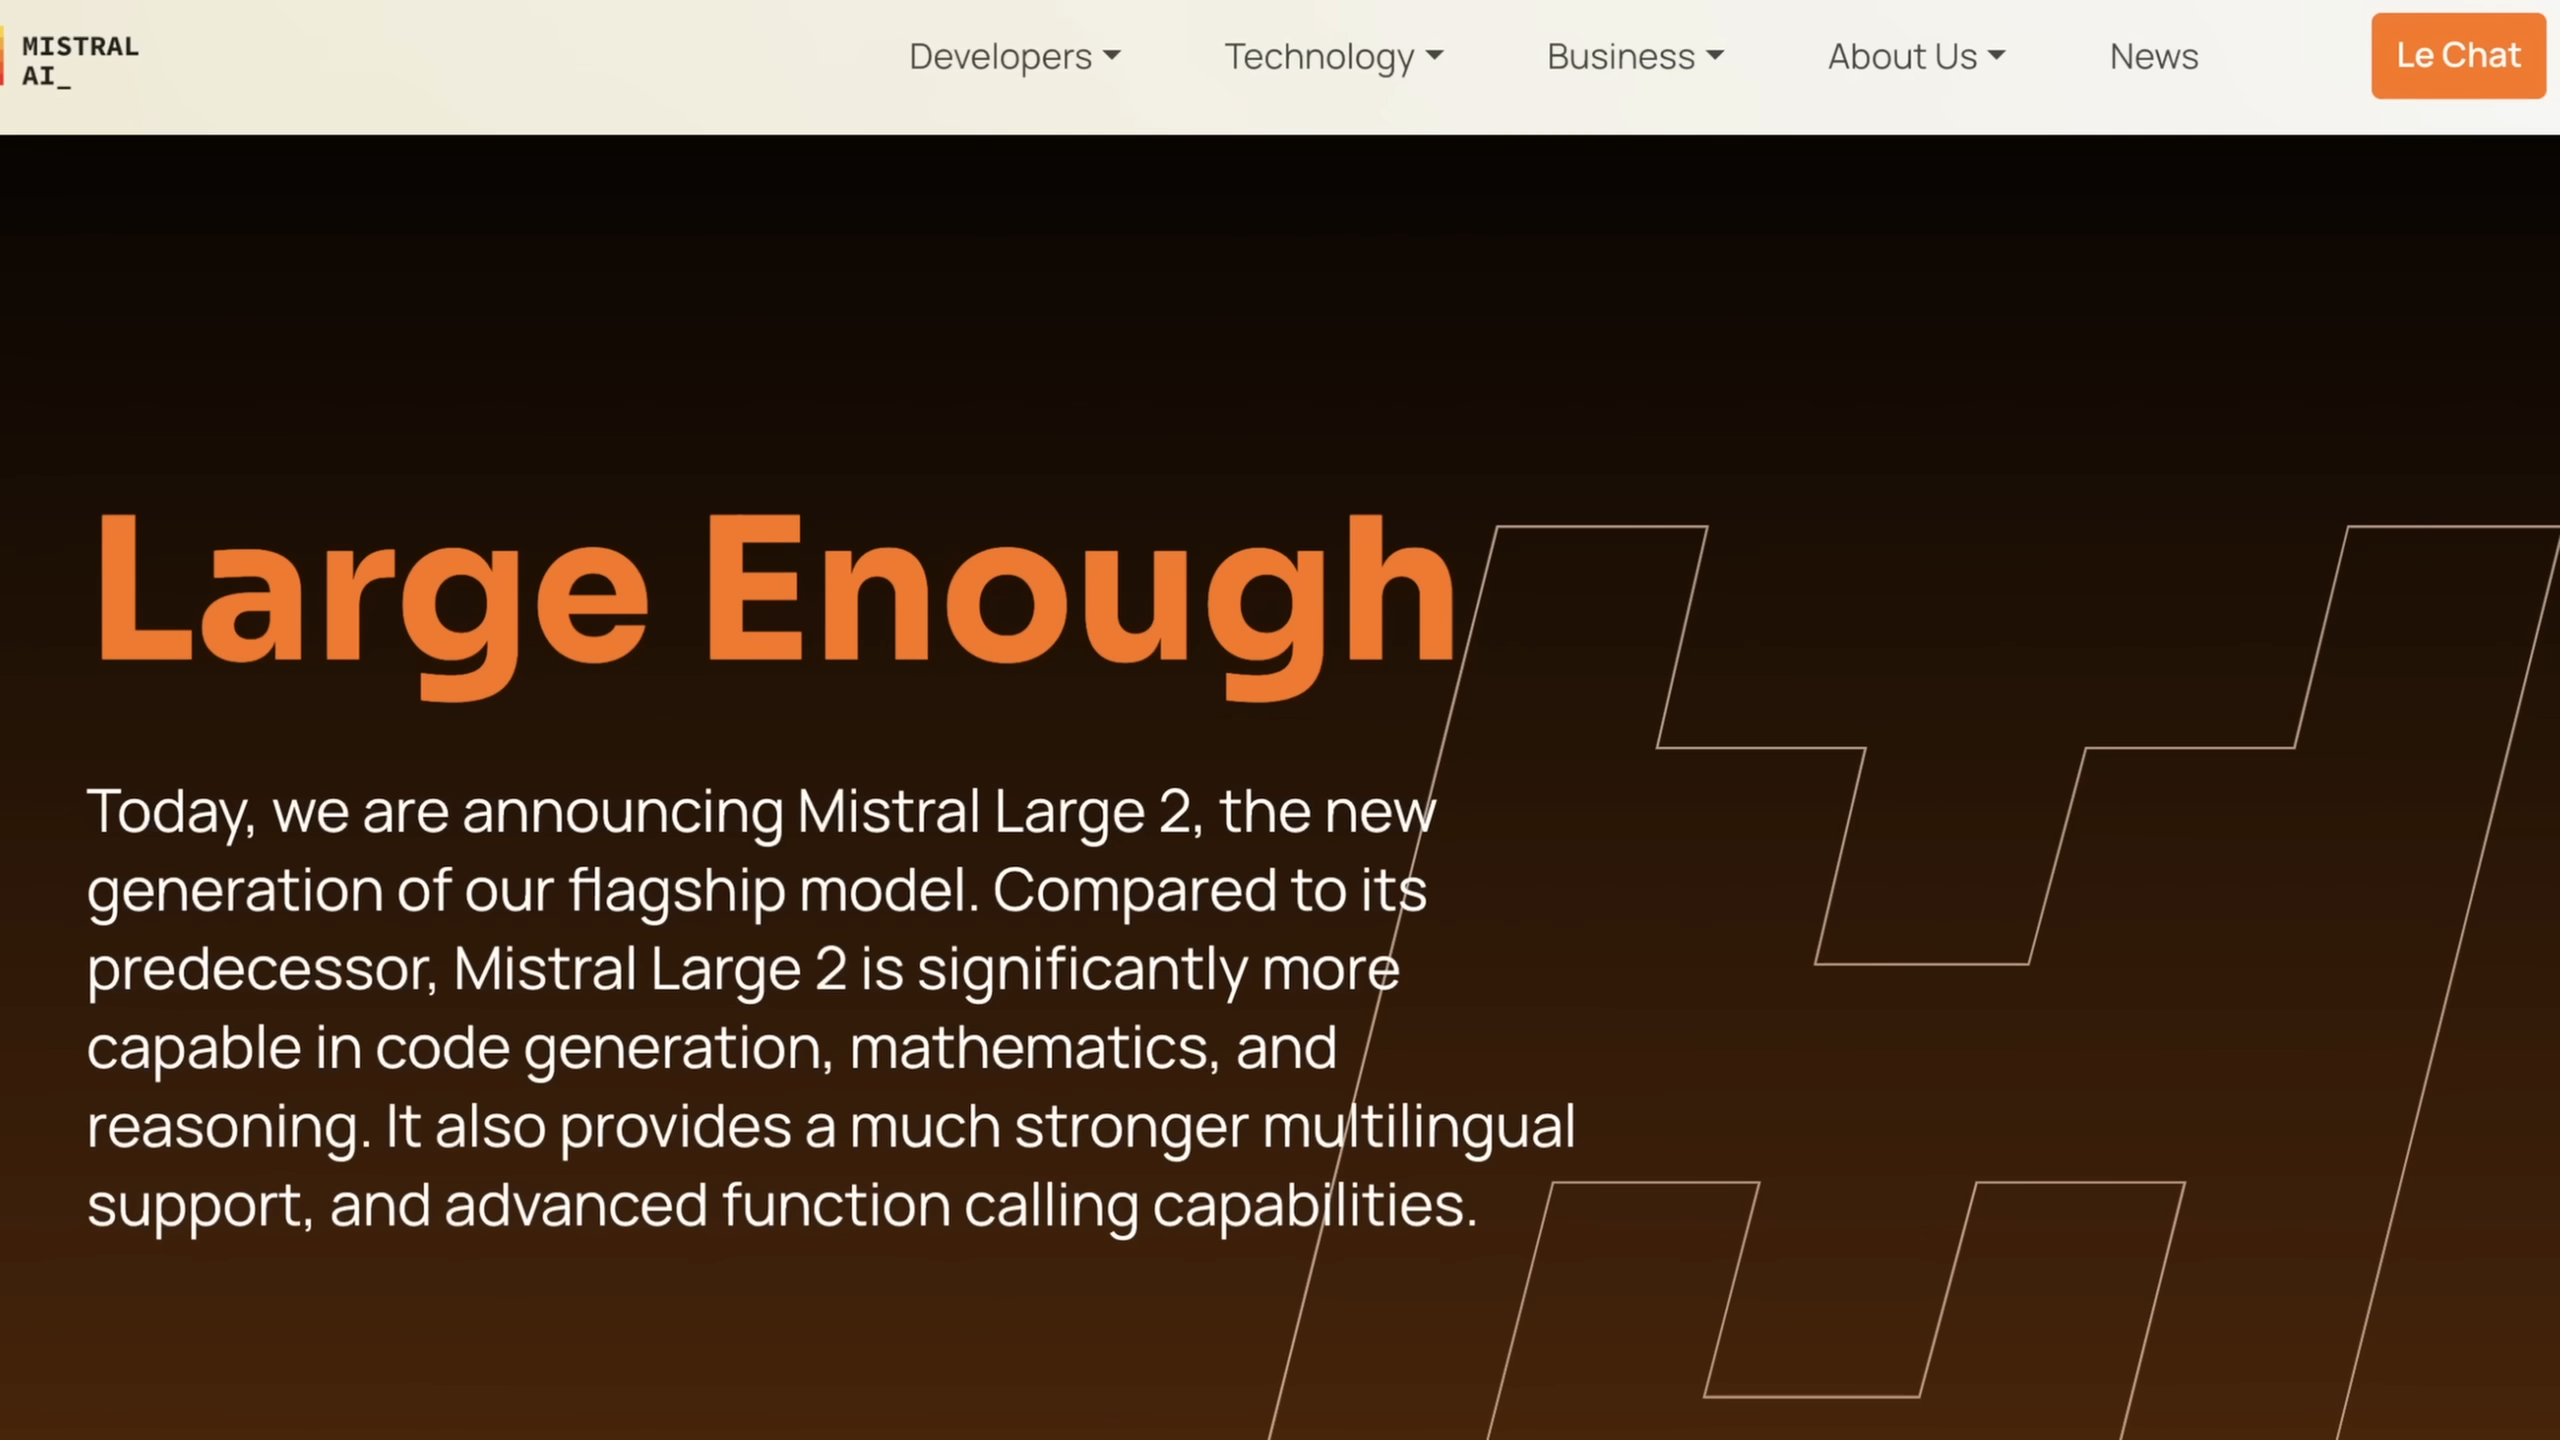 MISTRAL
AI_
Developers
Technology
Business
About Us
News
Le Chat
Large Enough
Today, we are announcing Mistral Large 2, the new
generation of our flagship model. Compared to its
predecessor, Mistral Large 2 is significantly more
capable in code generation, mathematics, and
reasoning. It also provides a much stronger multilingual
support, and advanced function calling capabilities.